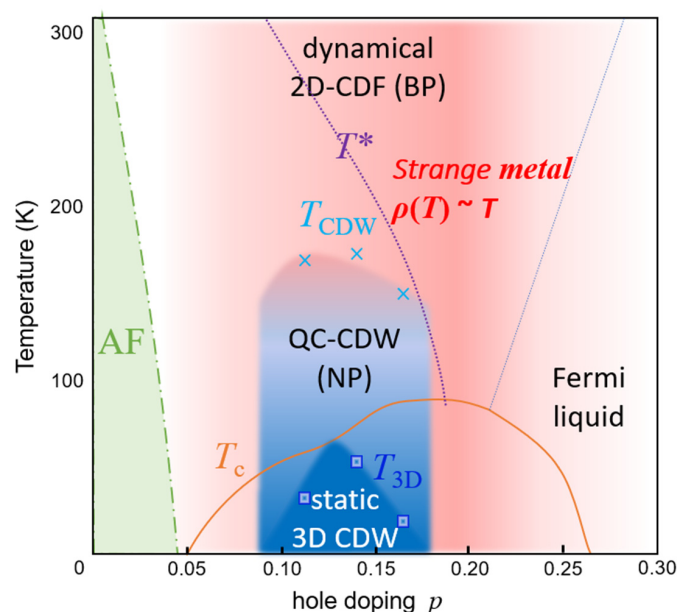 300
200
100
0
Temperature (K)
dynamical
2D-CDF (BP)
T*
Strange metal
ρ(T) ~ T
T_CDW
AF
QC-CDW
(NP)
Fermi
liquid
T_c
T_3D
static
3D CDW
0.05
0.10
0.15
0.20
0.25
0.30
hole doping p